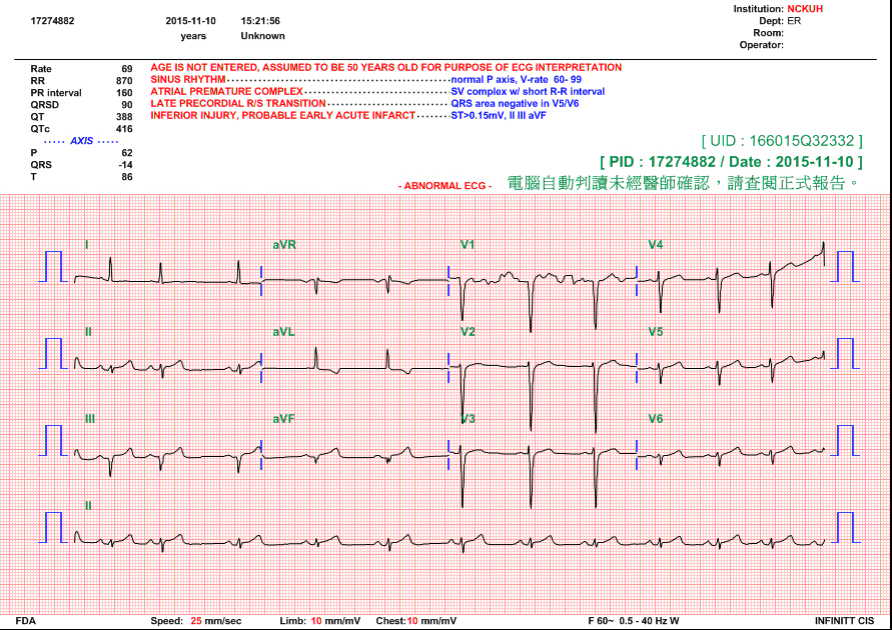 Institution: NCKUH
17274882 2015-11-10 15:21:56 Dept: ER
years Unknown Room:
Operator:
Rate 69 AGE IS NOT ENTERED, ASSUMED TO BE 50 YEARS OLD FOR PURPOSE OF ECG INTERPRETATION
RR 870 SINUS RHYTHM normal P axis, V-rate 60- 99
PR interval 160 ATRIAL PREMATURE COMPLEX SV complex w/ short R-R interval
QRSD 90 LATE PRECORDIAL R/S TRANSITION QRS area negative in V5/V6
QT 388 INFERIOR INJURY, PROBABLE EARLY ACUTE INFARCT ST>0.15mV, II III aVF
QTc 416
----- AXIS -----
P 62
QRS -14
T 86
[ UID : 166015Q32332 ]
[ PID : 17274882 / Date : 2015-11-10 ]
- ABNORMAL ECG - 電腦自動判讀未經醫師確認，請查閱正式報告。
I aVR V1 V4
II aVL V2 V5
III aVF V3 V6
II
FDA Speed: 25 mm/sec Limb: 10 mm/mV Chest: 10 mm/mV F 60~ 0.5 - 40 Hz W INFINITT CIS